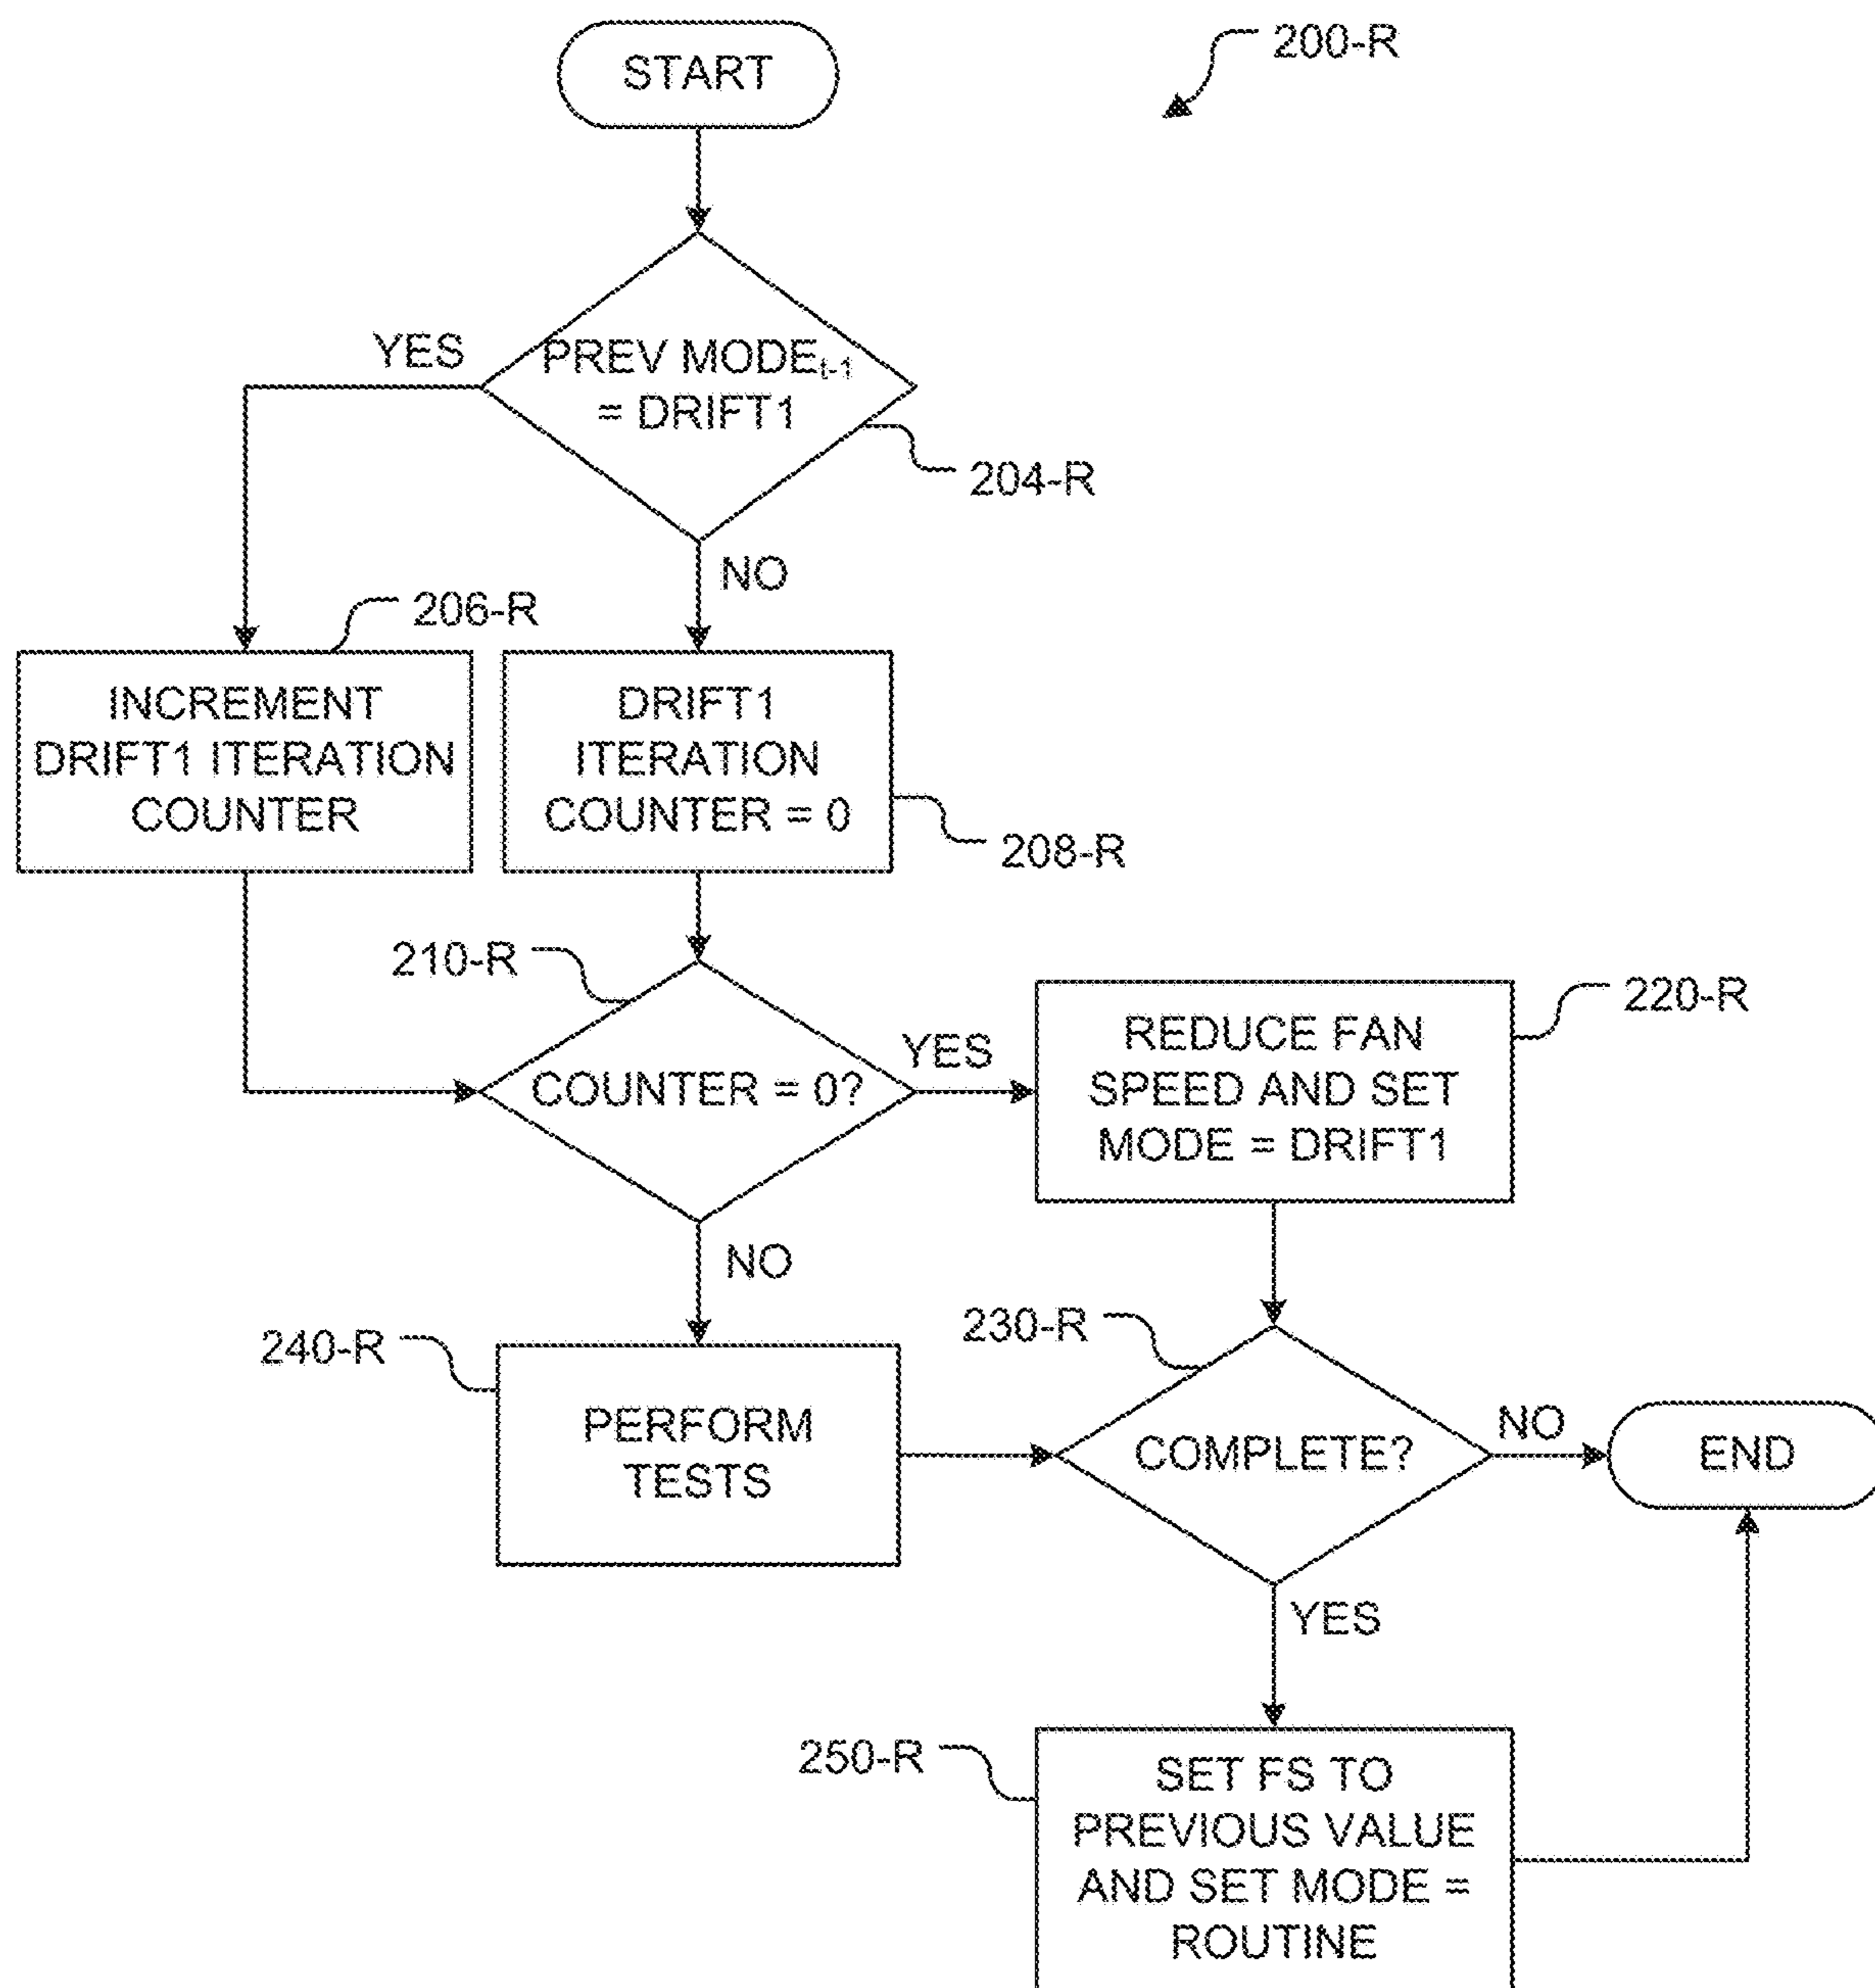 START
200-R
YES
PREV MODEt-1
= DRIFT1
204-R
NO
206-R
INCREMENT
DRIFT1 ITERATION
COUNTER
DRIFT1
ITERATION
COUNTER = 0
208-R
210-R
COUNTER = 0?
YES
220-R
REDUCE FAN
SPEED AND SET
MODE = DRIFT1
NO
240-R
PERFORM
TESTS
230-R
COMPLETE?
NO
END
YES
250-R
SET FS TO
PREVIOUS VALUE
AND SET MODE =
ROUTINE